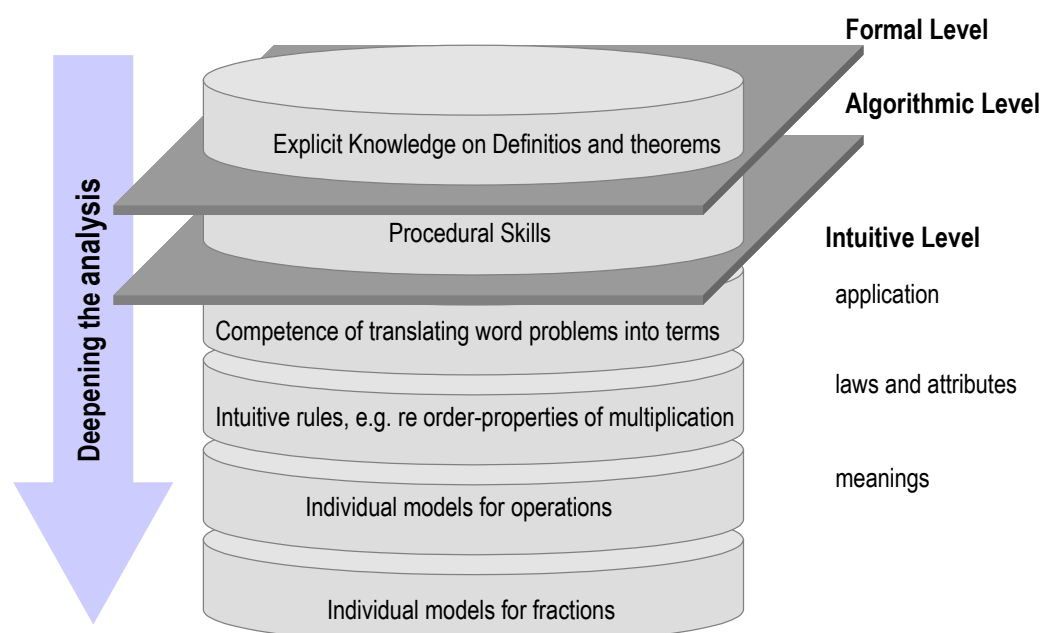 Formal Level
Algorithmic Level
Explicit Knowledge on Definitios and theorems
Deepening the analysis
Procedural Skills
Intuitive Level
application
Competence of translating word problems into terms
laws and attributes
Intuitive rules, e.g. re order-properties of multiplication
meanings
Individual models for operations
Individual models for fractions